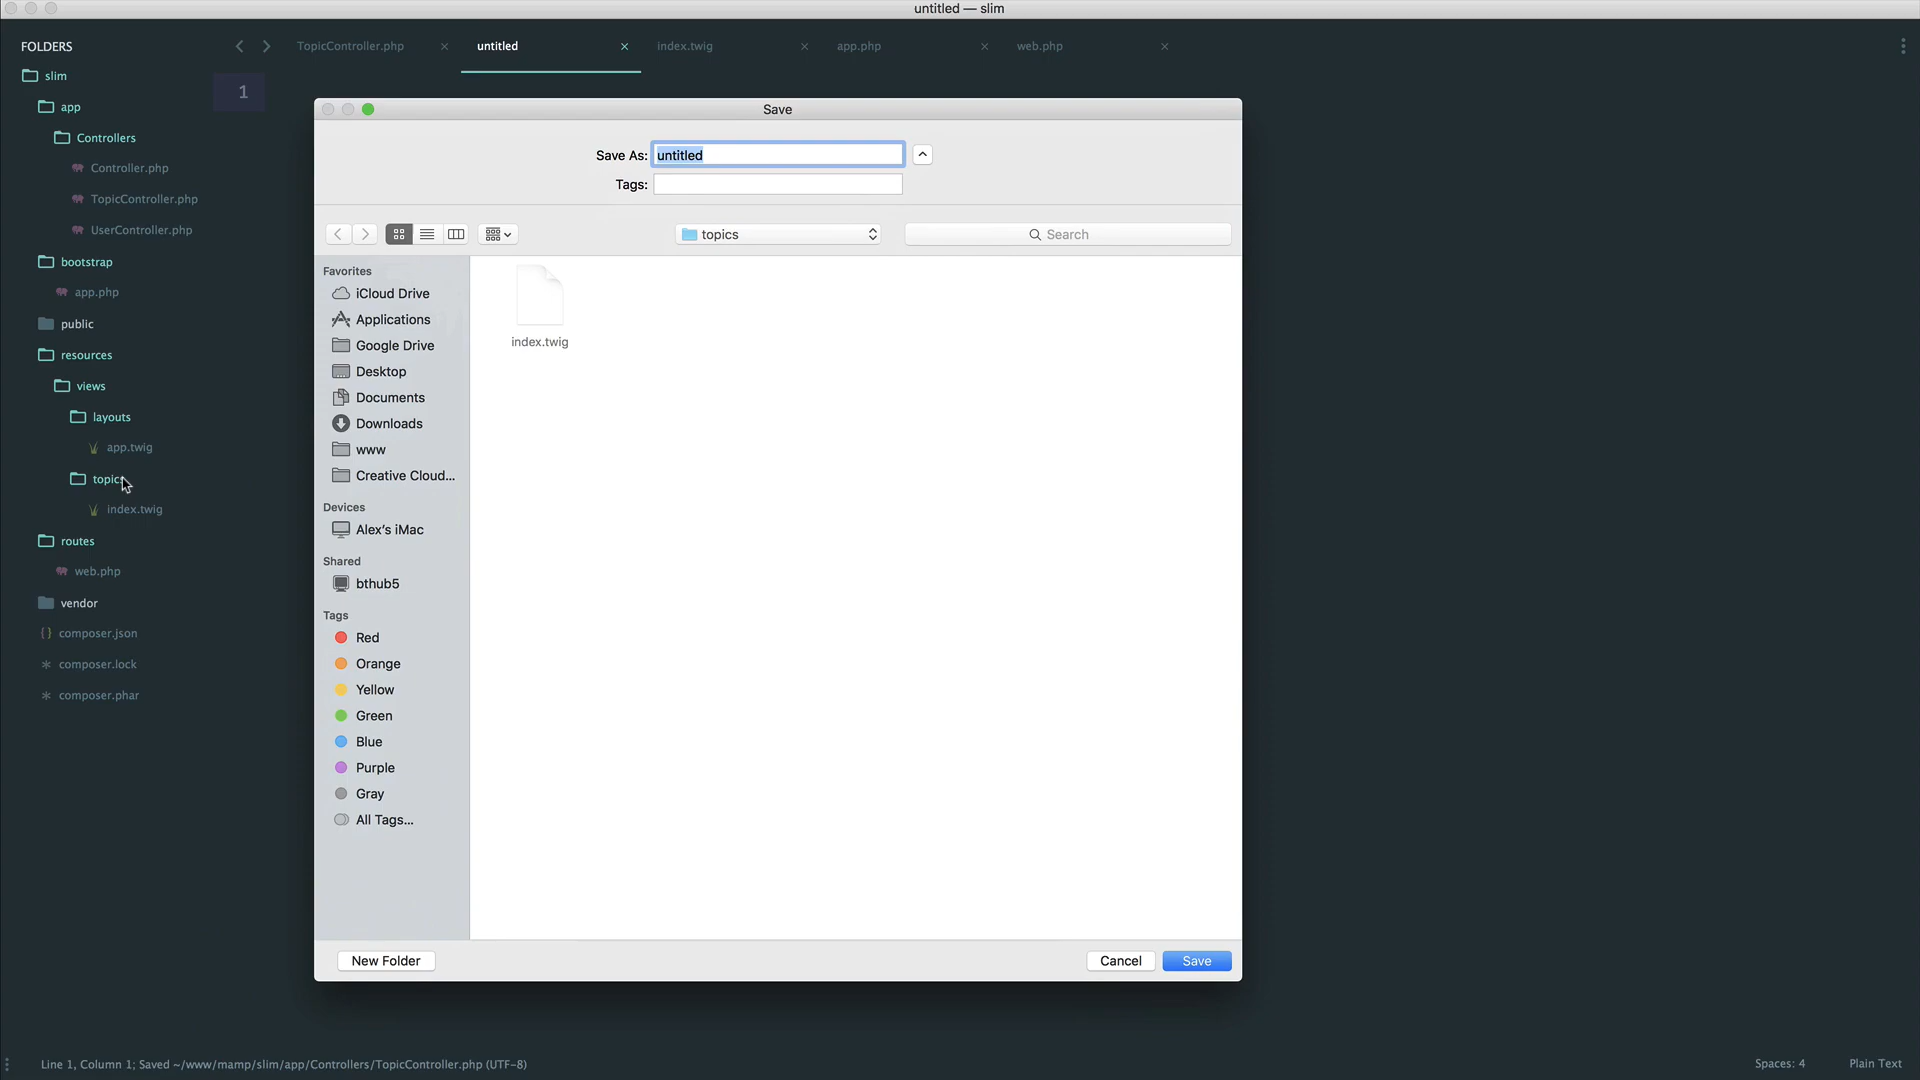 untitled — slim
FOLDERS
slim
app
Controllers
Controller.php
TopicController.php
UserController.php
bootstrap
app.php
public
resources
views
layouts
app.twig
topics
index.twig
routes
web.php
vendor
composer.json
composer.lock
composer.phar
TopicController.php
untitled
index.twig
app.php
web.php
1
Save
Save As: untitled
Tags:
topics
Search
Favorites
iCloud Drive
Applications
Google Drive
Desktop
Documents
Downloads
www
Creative Cloud...
Devices
Alex’s iMac
Shared
bthub5
Tags
Red
Orange
Yellow
Green
Blue
Purple
Gray
All Tags...
index.twig
New Folder
Cancel
Save
Line 1, Column 1; Saved ~/www/mamp/slim/app/Controllers/TopicController.php (UTF-8)
Spaces: 4
Plain Text